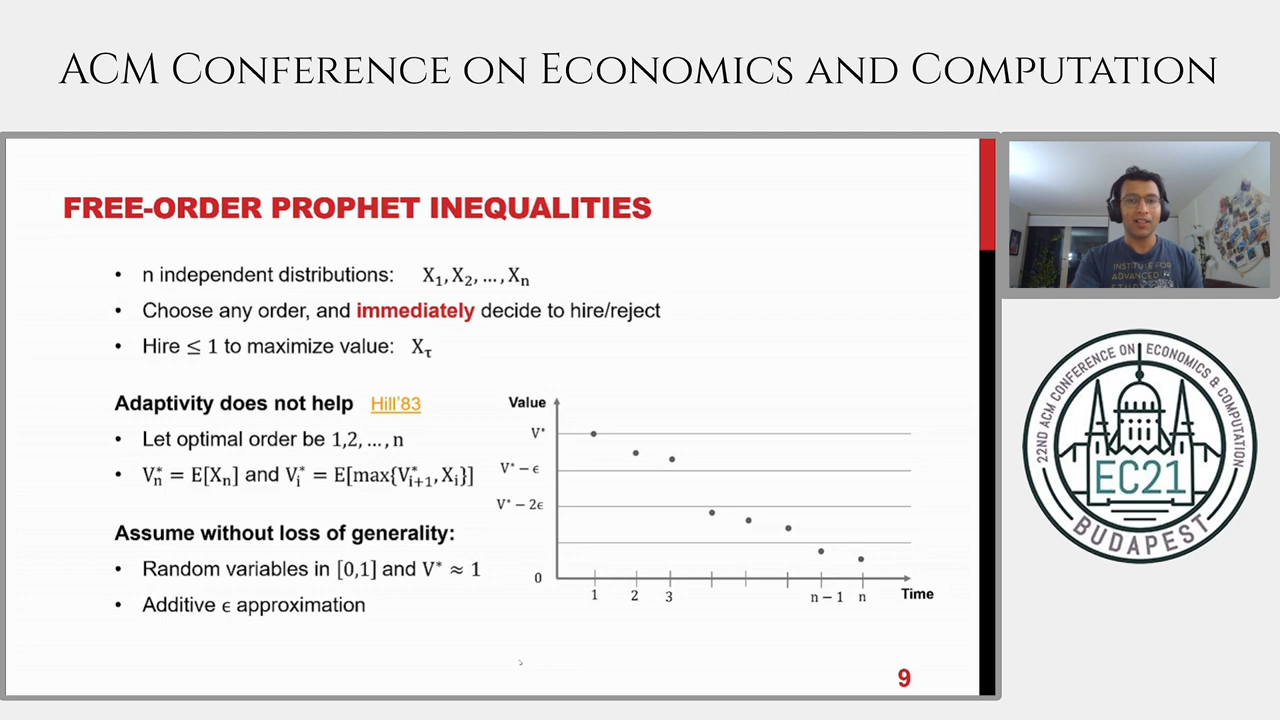 ACM CONFERENCE ON ECONOMICS AND COMPUTATION
FREE-ORDER PROPHET INEQUALITIES
• n independent distributions: X₁, X₂, ..., Xₙ
• Choose any order, and immediately decide to hire/reject
• Hire ≤ 1 to maximize value: X_τ
Adaptivity does not help Hill'83
• Let optimal order be 1,2, ..., n
• V*ₙ = E[Xₙ] and V*ᵢ = E[max{V*ᵢ₊₁, Xᵢ}]
Assume without loss of generality:
• Random variables in [0,1] and V* ≈ 1
• Additive ϵ approximation
Value
V*
V* − ϵ
V* − 2ϵ
0
1 2 3 n − 1 n
Time
9
INSTITUTE FOR
ADVANCED
STUDY
22ND ACM CONFERENCE ON ECONOMICS & COMPUTATION
EC21
BUDAPEST